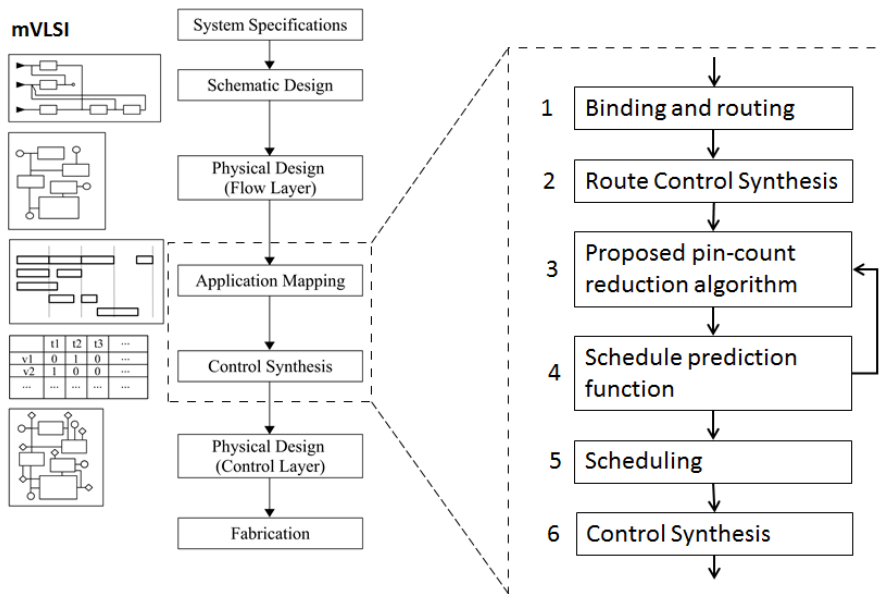 mVLSI
System Specifications
Schematic Design
Physical Design
(Flow Layer)
Application Mapping
Control Synthesis
Physical Design
(Control Layer)
Fabrication
t1 t2 t3 ...
v1 0 1 0 ...
v2 1 0 0 ...
... ... ... ... ...
1 Binding and routing
2 Route Control Synthesis
3 Proposed pin-count
reduction algorithm
4 Schedule prediction
function
5 Scheduling
6 Control Synthesis